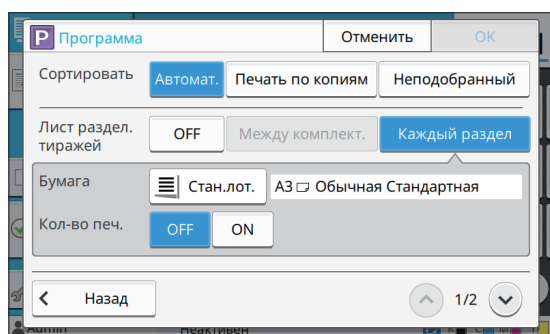 P Программа Отменить OK
Сортировать Автомат. Печать по копиям Неподобранный
Лист раздел. тиражей OFF Между комплект. Каждый раздел
Бумага Стан.лот. A3 Обычная Стандартная
Кол-во печ. OFF ON
Назад 1/2
Admin Неактивен